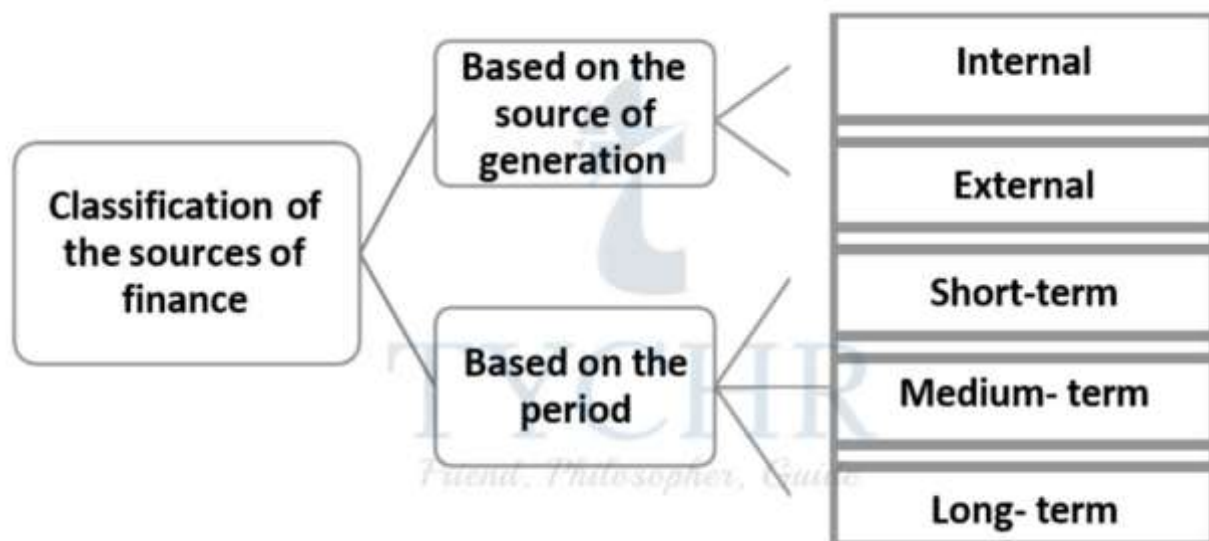 Classification of
the sources of
finance
Based on the
source of
generation
Based on the
period
Internal
External
Short-term
Medium- term
Long- term
TYCHR
Friend, Philosopher, Guide